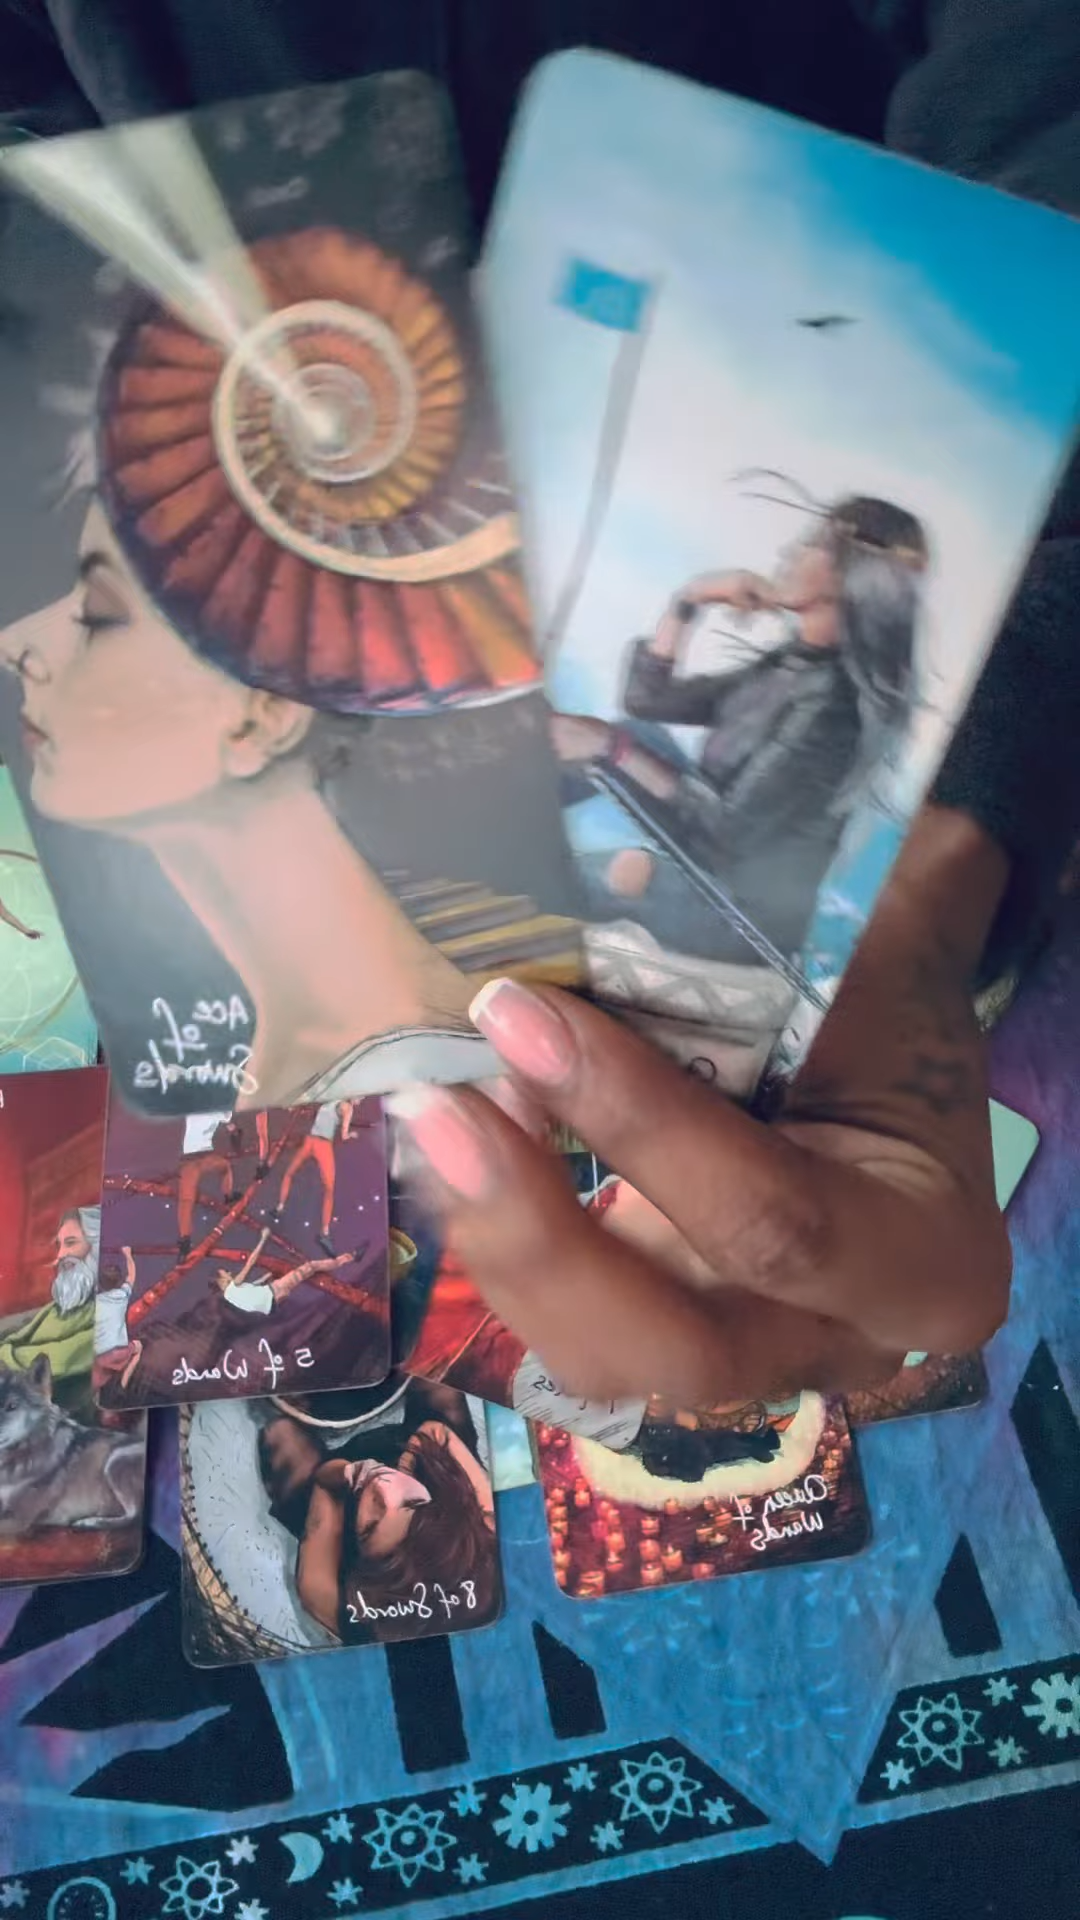 Ace
of
Swords
5 of Wands
8 of Swords
Queen of
Wands